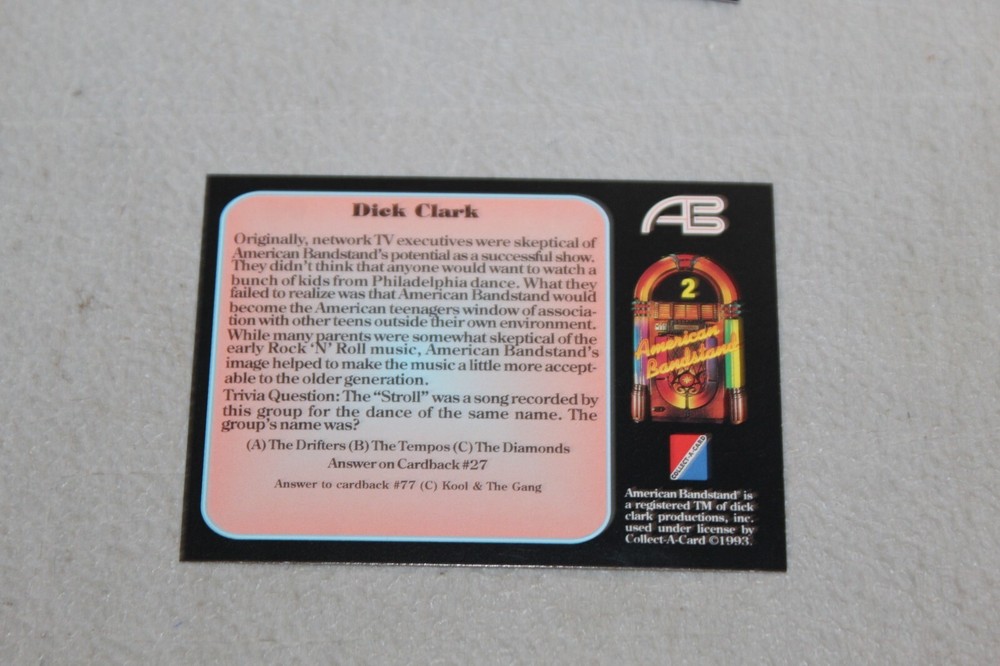 Dick Clark
Originally, network TV executives were skeptical of
American Bandstand's potential as a successful show.
They didn't think that anyone would want to watch a
bunch of kids from Philadelphia dance. What they
failed to realize was that American Bandstand would
become the American teenagers window of associa-
tion with other teens outside their own environment.
While many parents were somewhat skeptical of the
early Rock 'N' Roll music, American Bandstand's
image helped to make the music a little more accept-
able to the older generation.
Trivia Question: The "Stroll" was a song recorded by
this group for the dance of the same name. The
group's name was?
(A) The Drifters (B) The Tempos (C) The Diamonds
Answer on Cardback #27
Answer to cardback #77 (C) Kool & The Gang
AB
2
American
Bandstand
COLLECT-A-CARD
American Bandstand® is
a registered TM of dick
clark productions, inc.
used under license by
Collect-A-Card ©1993.